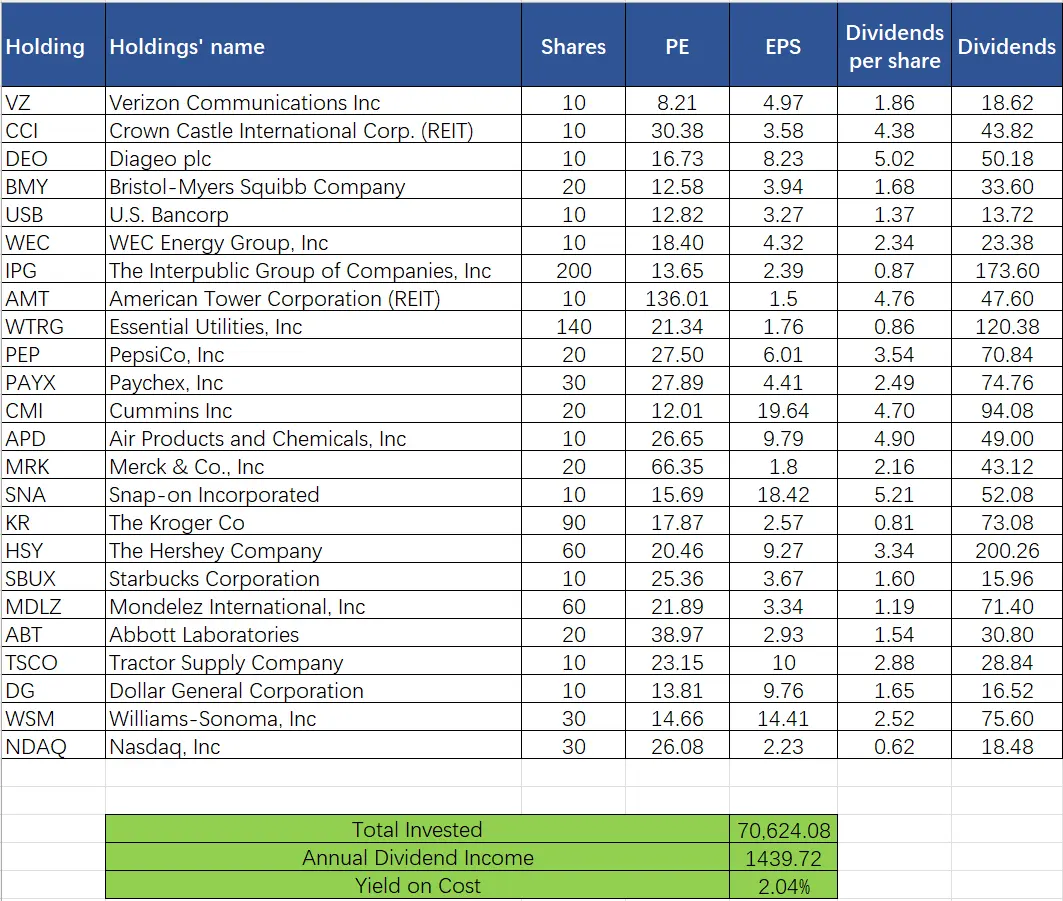 Holding Holdings' name Shares PE EPS Dividends per share Dividends
VZ Verizon Communications Inc 10 8.21 4.97 1.86 18.62
CCI Crown Castle International Corp. (REIT) 10 30.38 3.58 4.38 43.82
DEO Diageo plc 10 16.73 8.23 5.02 50.18
BMY Bristol-Myers Squibb Company 20 12.58 3.94 1.68 33.60
USB U.S. Bancorp 10 12.82 3.27 1.37 13.72
WEC WEC Energy Group, Inc 10 18.40 4.32 2.34 23.38
IPG The Interpublic Group of Companies, Inc 200 13.65 2.39 0.87 173.60
AMT American Tower Corporation (REIT) 10 136.01 1.5 4.76 47.60
WTRG Essential Utilities, Inc 140 21.34 1.76 0.86 120.38
PEP PepsiCo, Inc 20 27.50 6.01 3.54 70.84
PAYX Paychex, Inc 30 27.89 4.41 2.49 74.76
CMI Cummins Inc 20 12.01 19.64 4.70 94.08
APD Air Products and Chemicals, Inc 10 26.65 9.79 4.90 49.00
MRK Merck & Co., Inc 20 66.35 1.8 2.16 43.12
SNA Snap-on Incorporated 10 15.69 18.42 5.21 52.08
KR The Kroger Co 90 17.87 2.57 0.81 73.08
HSY The Hershey Company 60 20.46 9.27 3.34 200.26
SBUX Starbucks Corporation 10 25.36 3.67 1.60 15.96
MDLZ Mondelez International, Inc 60 21.89 3.34 1.19 71.40
ABT Abbott Laboratories 20 38.97 2.93 1.54 30.80
TSCO Tractor Supply Company 10 23.15 10 2.88 28.84
DG Dollar General Corporation 10 13.81 9.76 1.65 16.52
WSM Williams-Sonoma, Inc 30 14.66 14.41 2.52 75.60
NDAQ Nasdaq, Inc 30 26.08 2.23 0.62 18.48
Total Invested 70,624.08
Annual Dividend Income 1439.72
Yield on Cost 2.04%